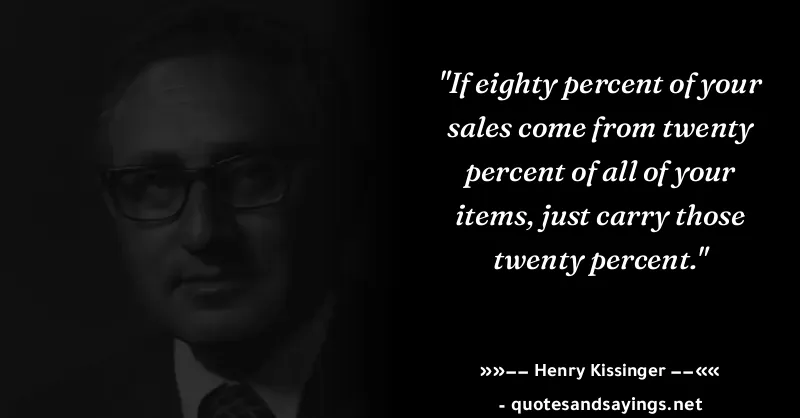 "If eighty percent of your
sales come from twenty
percent of all of your
items, just carry those
twenty percent."
»»–– Henry Kissinger ––««
- quotesandsayings.net